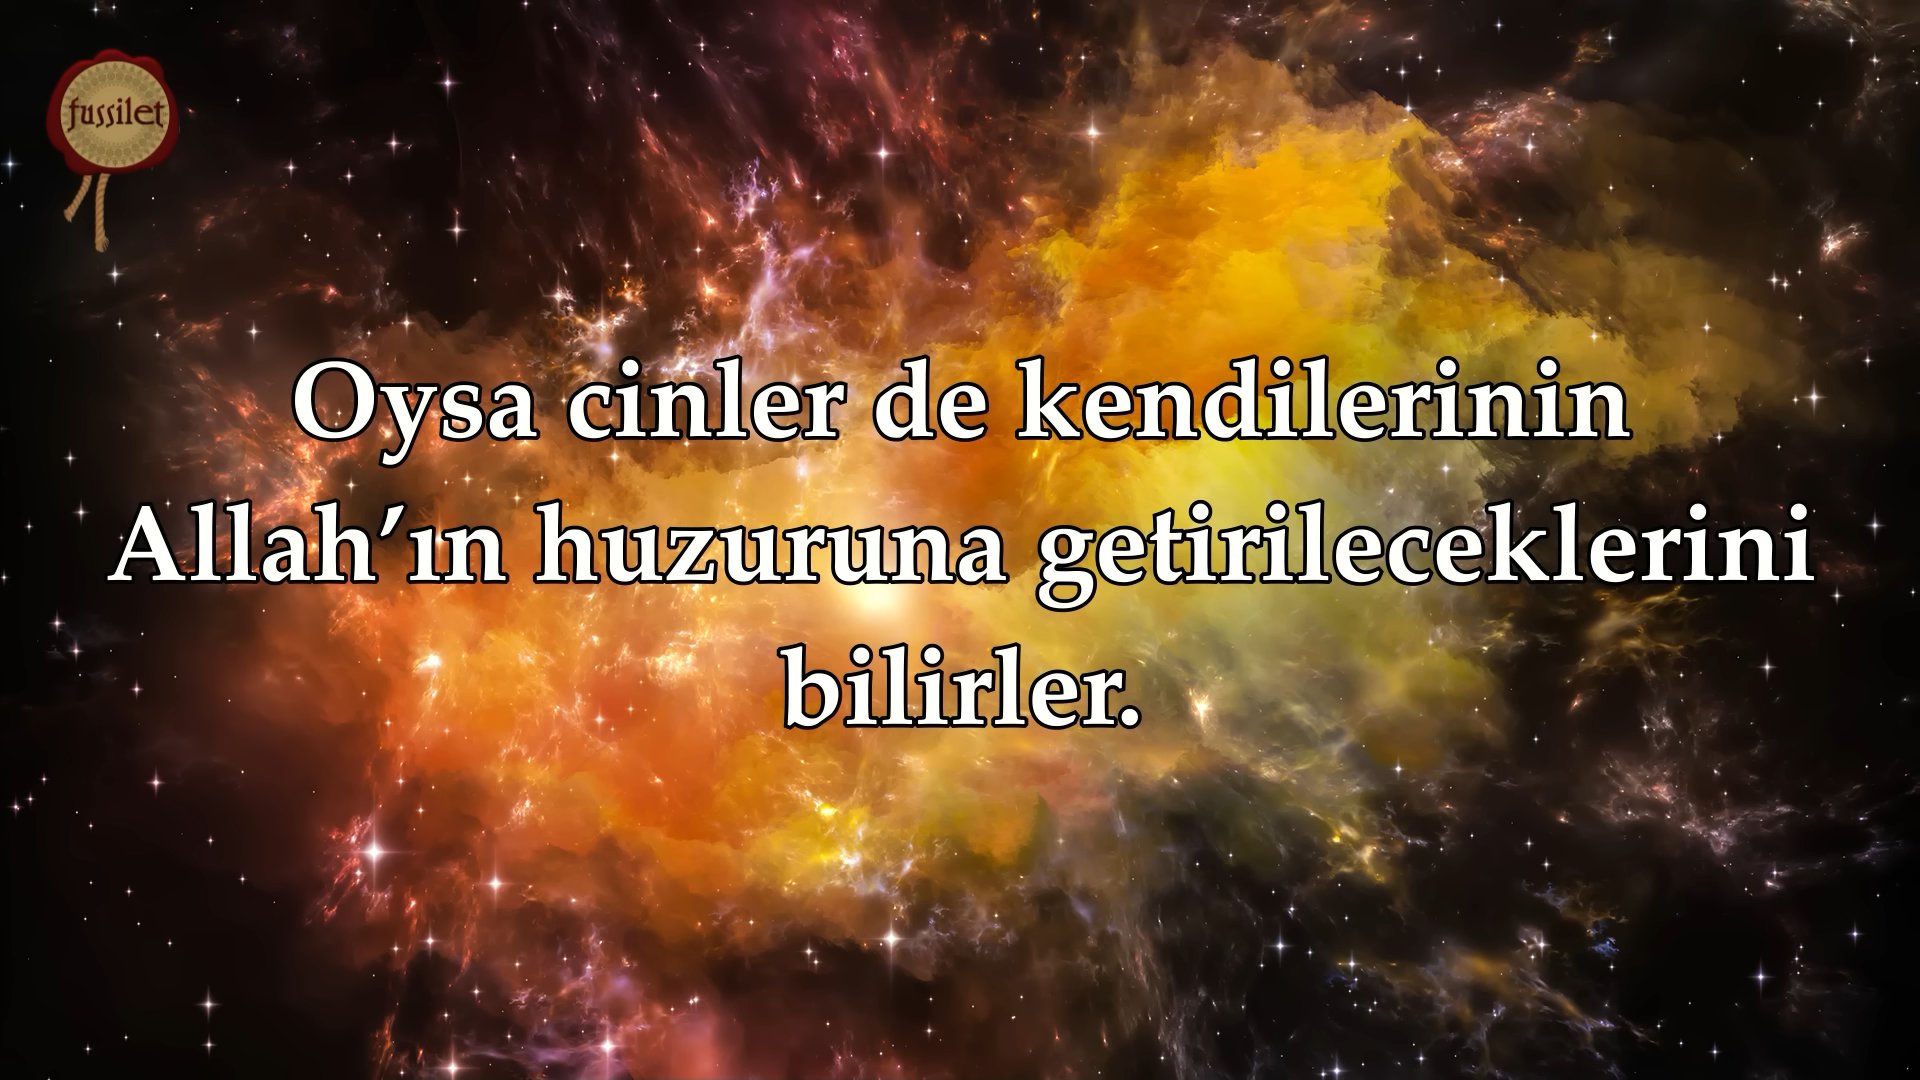 fussilet
Oysa cinler de kendilerinin
Allah’ın huzuruna getirileceklerini
bilirler.